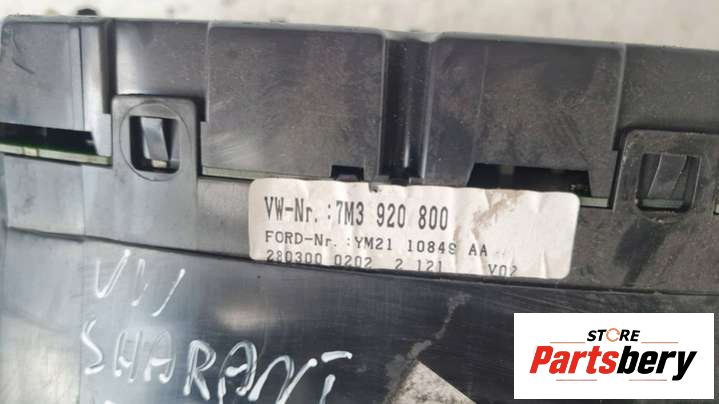 VW-Nr. :7M3 920 800
FORD-Nr. :YM21 10849 AA
280300 0202 2 121 V02
VW
SHARAN
STORE
Partsbery